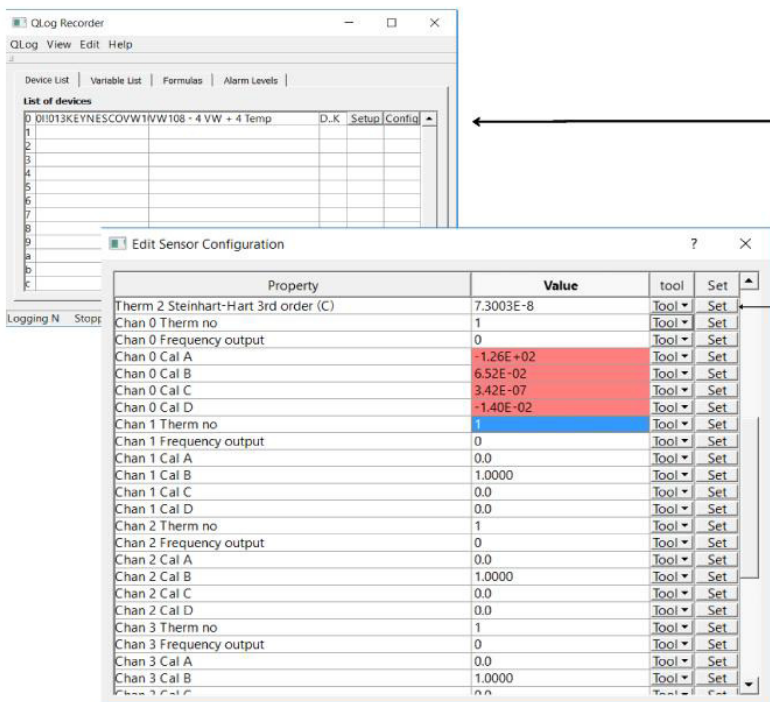 QLog Recorder
QLog View Edit Help
Device List Variable List Formulas Alarm Levels
List of devices
0 0I!013KEYNESCOVW1 VW108 - 4 VW + 4 Temp D..K Setup Config
1
2
3
4
5
6
7
8
9
a
b
c
Logging N Stopp
Edit Sensor Configuration ?
Property Value tool Set
Therm 2 Steinhart-Hart 3rd order (C) 7.3003E-8 Tool Set
Chan 0 Therm no 1 Tool Set
Chan 0 Frequency output 0 Tool Set
Chan 0 Cal A -1.26E+02 Tool Set
Chan 0 Cal B 6.52E-02 Tool Set
Chan 0 Cal C 3.42E-07 Tool Set
Chan 0 Cal D -1.40E-02 Tool Set
Chan 1 Therm no 1 Tool Set
Chan 1 Frequency output 0 Tool Set
Chan 1 Cal A 0.0 Tool Set
Chan 1 Cal B 1.0000 Tool Set
Chan 1 Cal C 0.0 Tool Set
Chan 1 Cal D 0.0 Tool Set
Chan 2 Therm no 1 Tool Set
Chan 2 Frequency output 0 Tool Set
Chan 2 Cal A 0.0 Tool Set
Chan 2 Cal B 1.0000 Tool Set
Chan 2 Cal C 0.0 Tool Set
Chan 2 Cal D 0.0 Tool Set
Chan 3 Therm no 1 Tool Set
Chan 3 Frequency output 0 Tool Set
Chan 3 Cal A 0.0 Tool Set
Chan 3 Cal B 1.0000 Tool Set